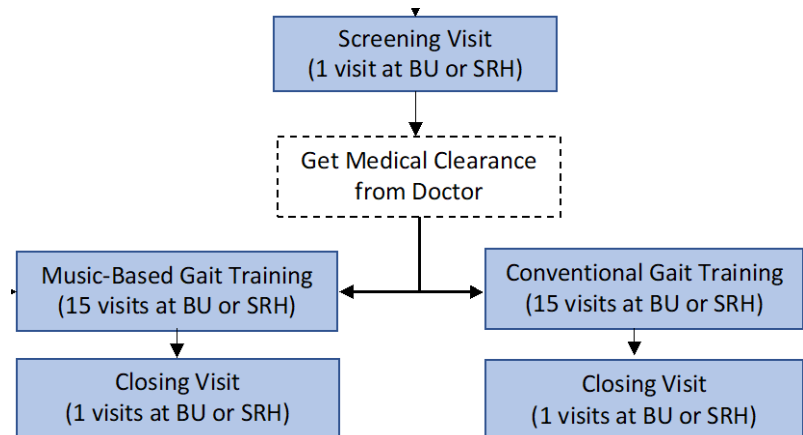 Screening Visit
(1 visit at BU or SRH)
Get Medical Clearance
from Doctor
Music-Based Gait Training
(15 visits at BU or SRH)
Conventional Gait Training
(15 visits at BU or SRH)
Closing Visit
(1 visits at BU or SRH)
Closing Visit
(1 visits at BU or SRH)